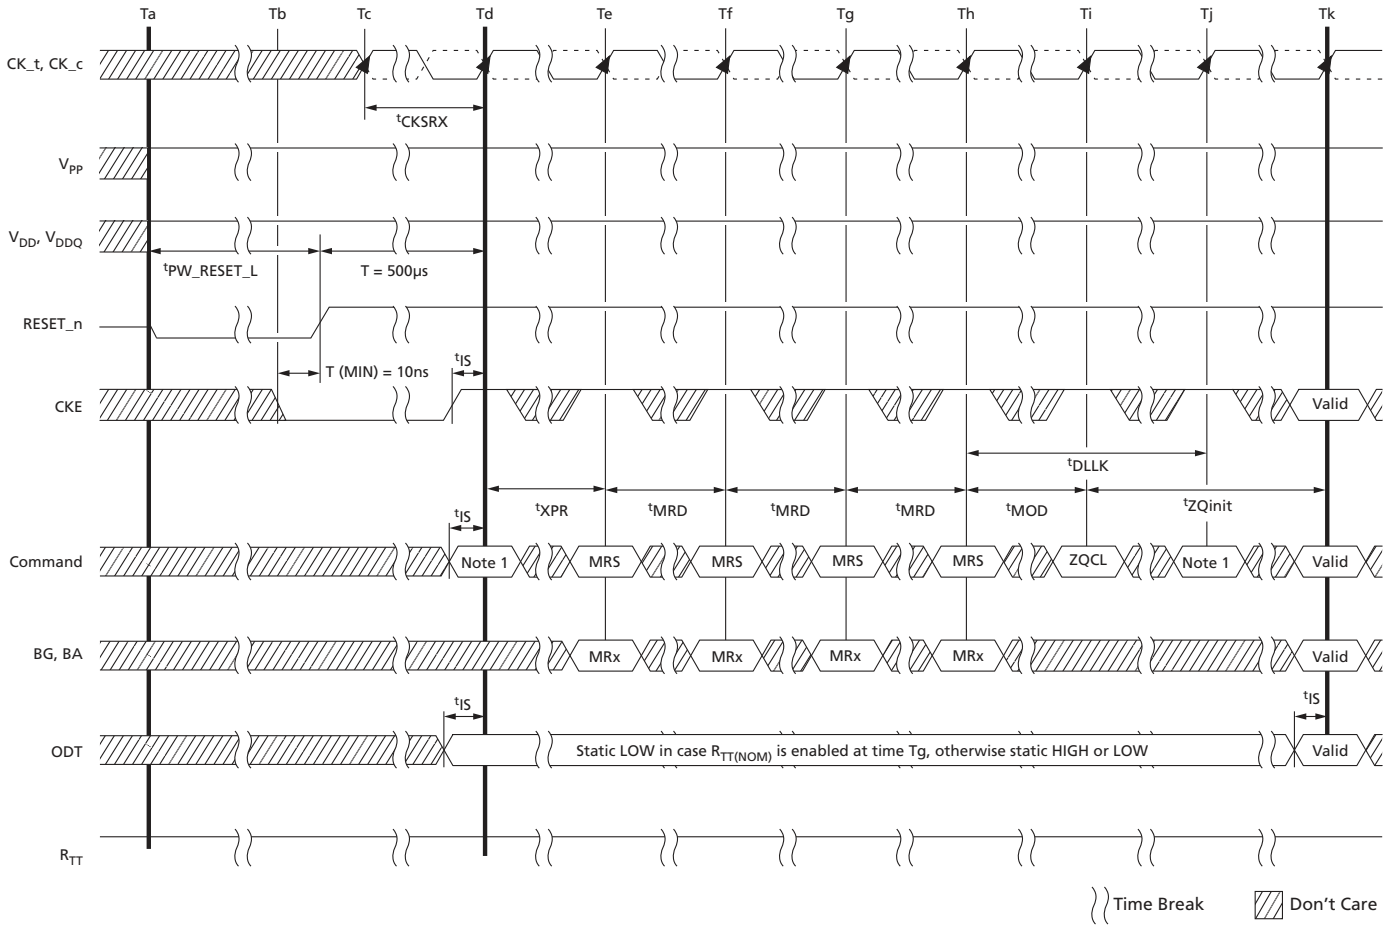 Ta Tb Tc Td Te Tf Tg Th Ti Tj Tk
CK_t, CK_c
tCKSRX
VPP
VDD, VDDQ
tPW_RESET_L T = 500µs
RESET_n
T (MIN) = 10ns tIS
CKE Valid
tDLLK
tXPR tMRD tMRD tMRD tMOD tZQinit
tIS
Command Note 1 MRS MRS MRS MRS ZQCL Note 1 Valid
BG, BA MRx MRx MRx MRx Valid
tIS tIS
ODT Static LOW in case RTT(NOM) is enabled at time Tg, otherwise static HIGH or LOW Valid
RTT
Time Break Don't Care